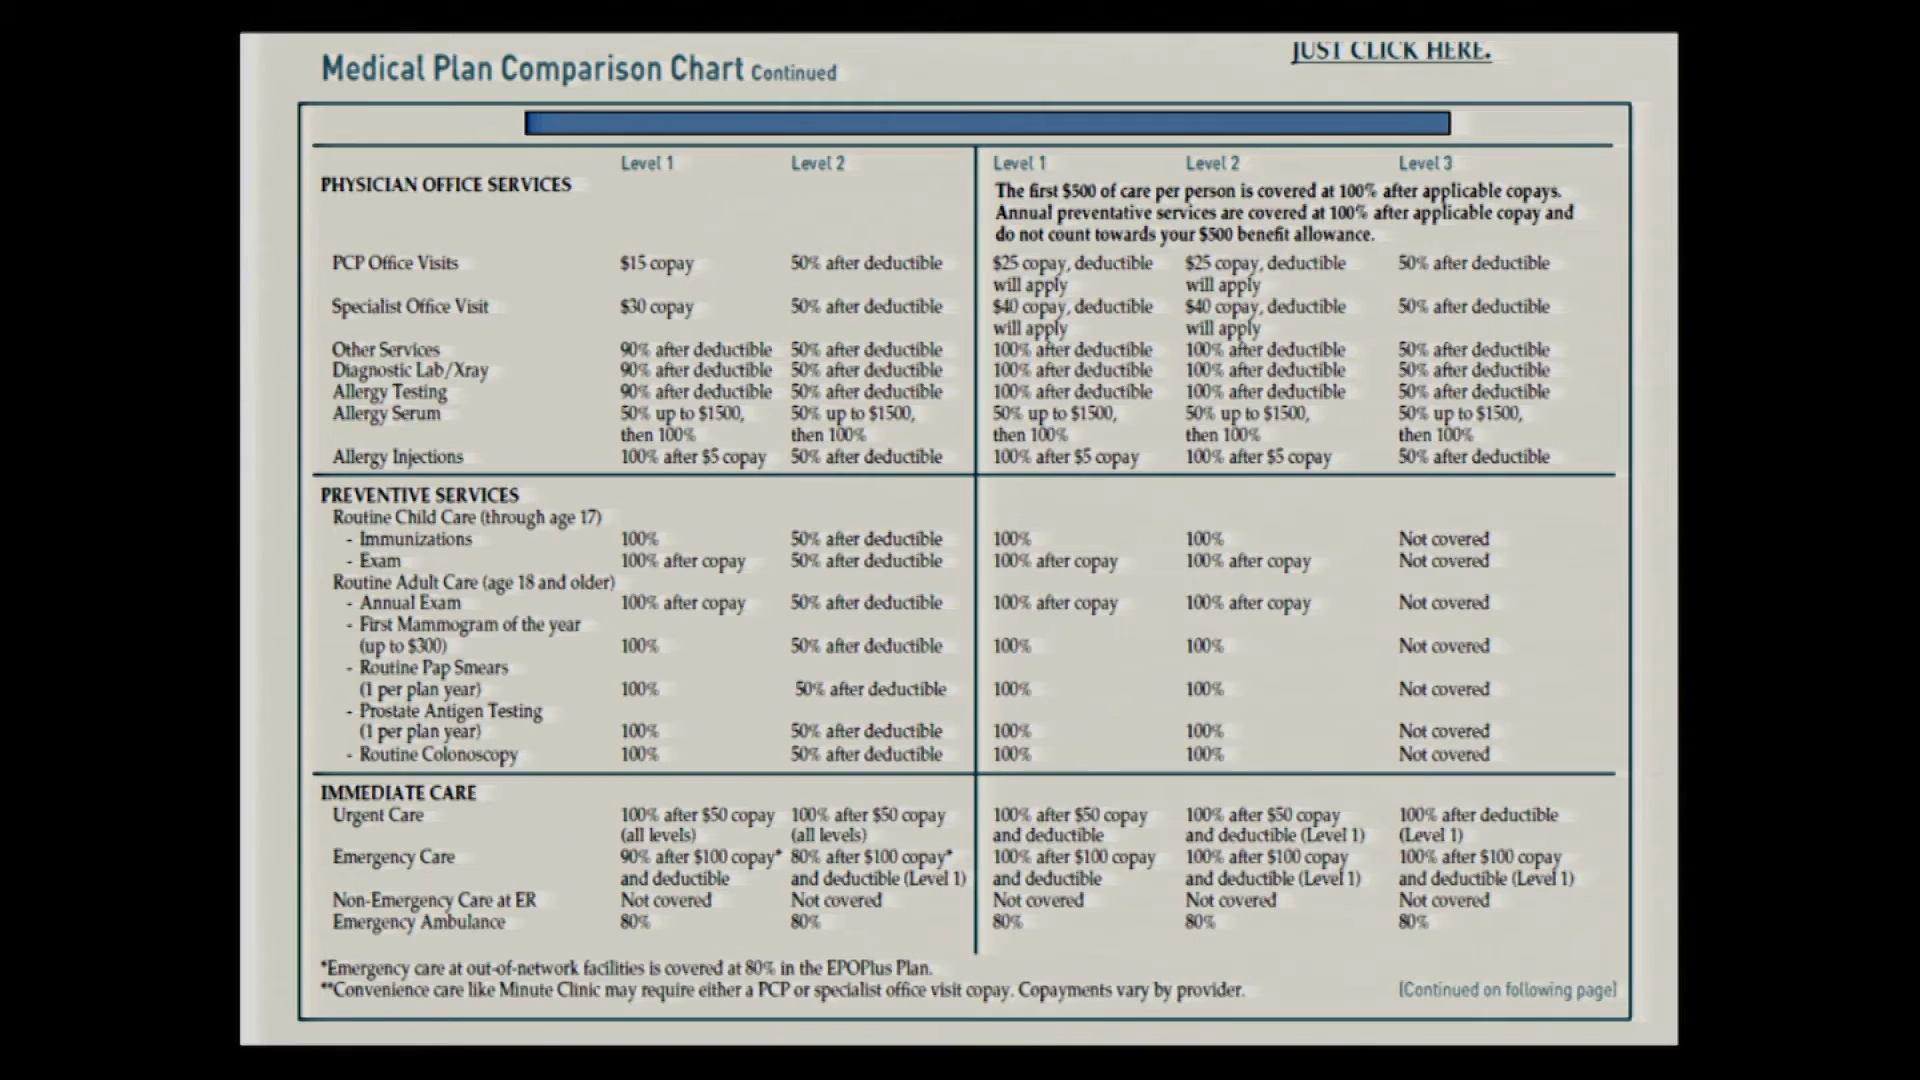 JUST CLICK HERE.
Medical Plan Comparison Chart Continued
Level 1 Level 2 Level 1 Level 2 Level 3
PHYSICIAN OFFICE SERVICES
The first $500 of care per person is covered at 100% after applicable copays.
Annual preventative services are covered at 100% after applicable copay and
do not count towards your $500 benefit allowance.
PCP Office Visits $15 copay 50% after deductible $25 copay, deductible $25 copay, deductible 50% after deductible
will apply will apply
Specialist Office Visit $30 copay 50% after deductible $40 copay, deductible $40 copay, deductible 50% after deductible
will apply will apply
Other Services 90% after deductible 50% after deductible 100% after deductible 100% after deductible 50% after deductible
Diagnostic Lab/Xray 90% after deductible 50% after deductible 100% after deductible 100% after deductible 50% after deductible
Allergy Testing 90% after deductible 50% after deductible 100% after deductible 100% after deductible 50% after deductible
Allergy Serum 50% up to $1500, 50% up to $1500, 50% up to $1500, 50% up to $1500, 50% up to $1500,
then 100% then 100% then 100% then 100% then 100%
Allergy Injections 100% after $5 copay 50% after deductible 100% after $5 copay 100% after $5 copay 50% after deductible
PREVENTIVE SERVICES
Routine Child Care (through age 17)
- Immunizations 100% 50% after deductible 100% 100% Not covered
- Exam 100% after copay 50% after deductible 100% after copay 100% after copay Not covered
Routine Adult Care (age 18 and older)
- Annual Exam 100% after copay 50% after deductible 100% after copay 100% after copay Not covered
- First Mammogram of the year
(up to $300) 100% 50% after deductible 100% 100% Not covered
- Routine Pap Smears
(1 per plan year) 100% 50% after deductible 100% 100% Not covered
- Prostate Antigen Testing
(1 per plan year) 100% 50% after deductible 100% 100% Not covered
- Routine Colonoscopy 100% 50% after deductible 100% 100% Not covered
IMMEDIATE CARE
Urgent Care 100% after $50 copay 100% after $50 copay 100% after $50 copay 100% after $50 copay 100% after deductible
(all levels) (all levels) and deductible and deductible (Level 1) (Level 1)
Emergency Care 90% after $100 copay* 80% after $100 copay* 100% after $100 copay 100% after $100 copay 100% after $100 copay
and deductible and deductible (Level 1) and deductible and deductible (Level 1) and deductible (Level 1)
Non-Emergency Care at ER Not covered Not covered Not covered Not covered Not covered
Emergency Ambulance 80% 80% 80% 80% 80%
*Emergency care at out-of-network facilities is covered at 80% in the EPOPlus Plan.
**Convenience care like Minute Clinic may require either a PCP or specialist office visit copay. Copayments vary by provider. (Continued on following page)